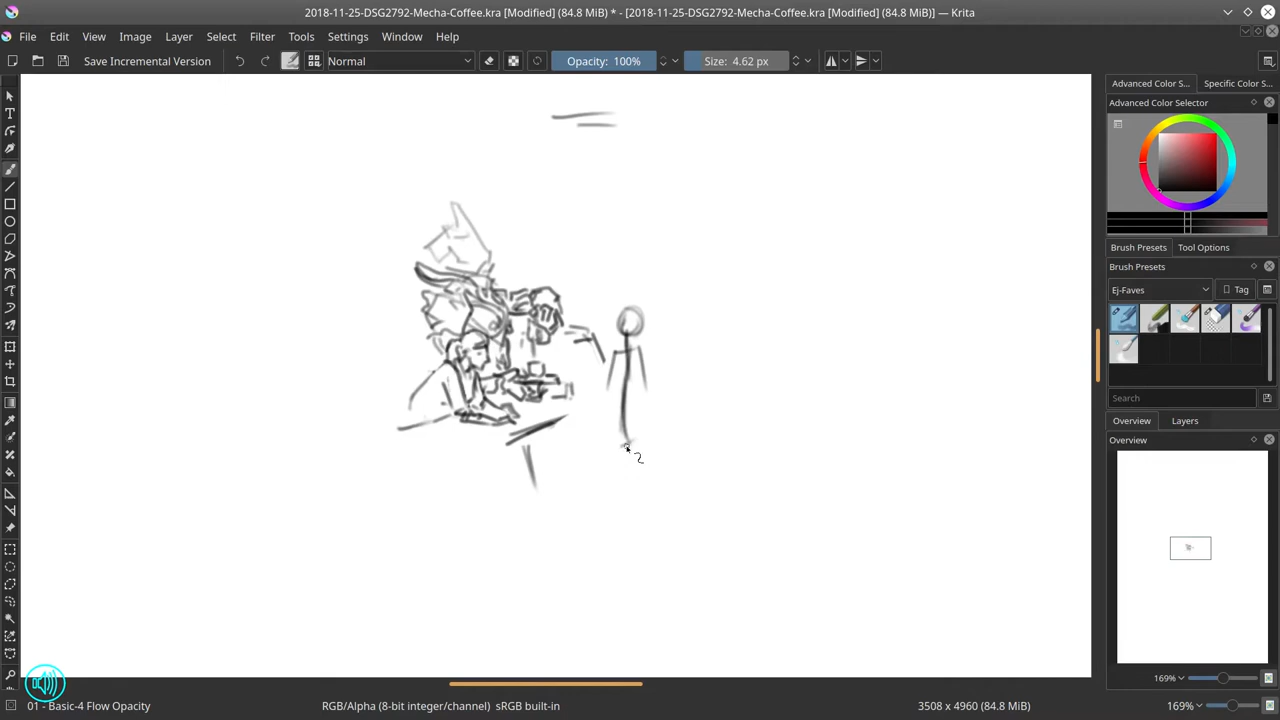 2018-11-25-DSG2792-Mecha-Coffee.kra [Modified] (84.8 MiB) * - [2018-11-25-DSG2792-Mecha-Coffee.kra [Modified] (84.8 MiB)] — Krita
File Edit View Image Layer Select Filter Tools Settings Window Help
Save Incremental Version Normal Opacity: 100% Size: 4.62 px
Advanced Color S... Specific Color S...
Advanced Color Selector
Brush Presets Tool Options
Brush Presets
Ej-Faves Tag
Search
Overview Layers
Overview
169%
01 - Basic-4 Flow Opacity RGB/Alpha (8-bit integer/channel) sRGB built-in 3508 x 4960 (84.8 MiB) 169%